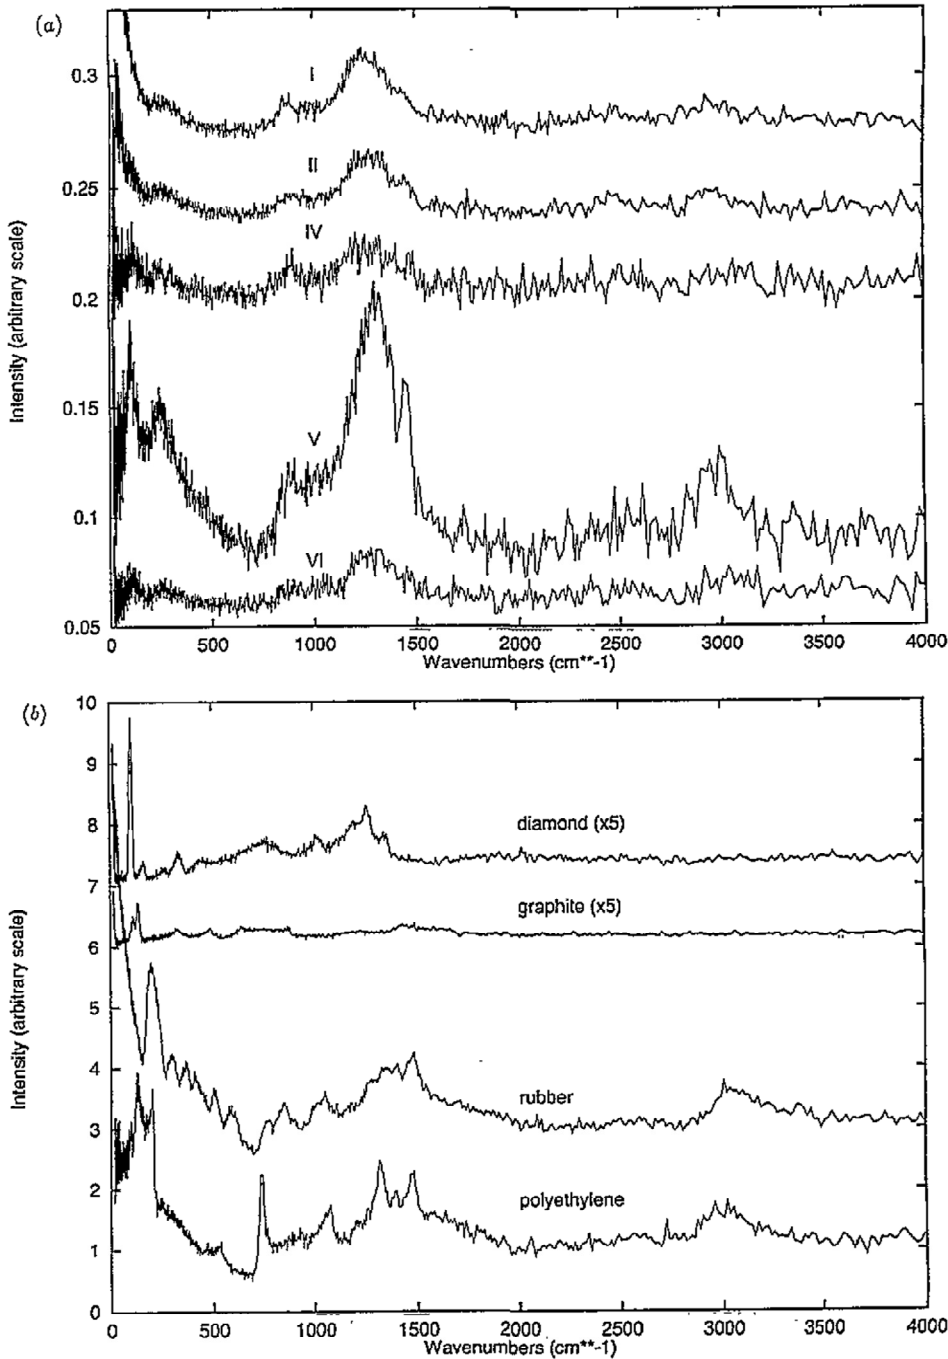 (a)
0.3
0.25
0.2
0.15
0.1
0.05
I
II
IV
V
VI
Intensity (arbitrary scale)
0 500 1000 1500 2000 2500 3000 3500 4000
Wavenumbers (cm**-1)
(b)
10
9
8
7
6
5
4
3
2
1
0
diamond (x5)
graphite (x5)
rubber
polyethylene
Intensity (arbitrary scale)
0 500 1000 1500 2000 2500 3000 3500 4000
Wavenumbers (cm**-1)